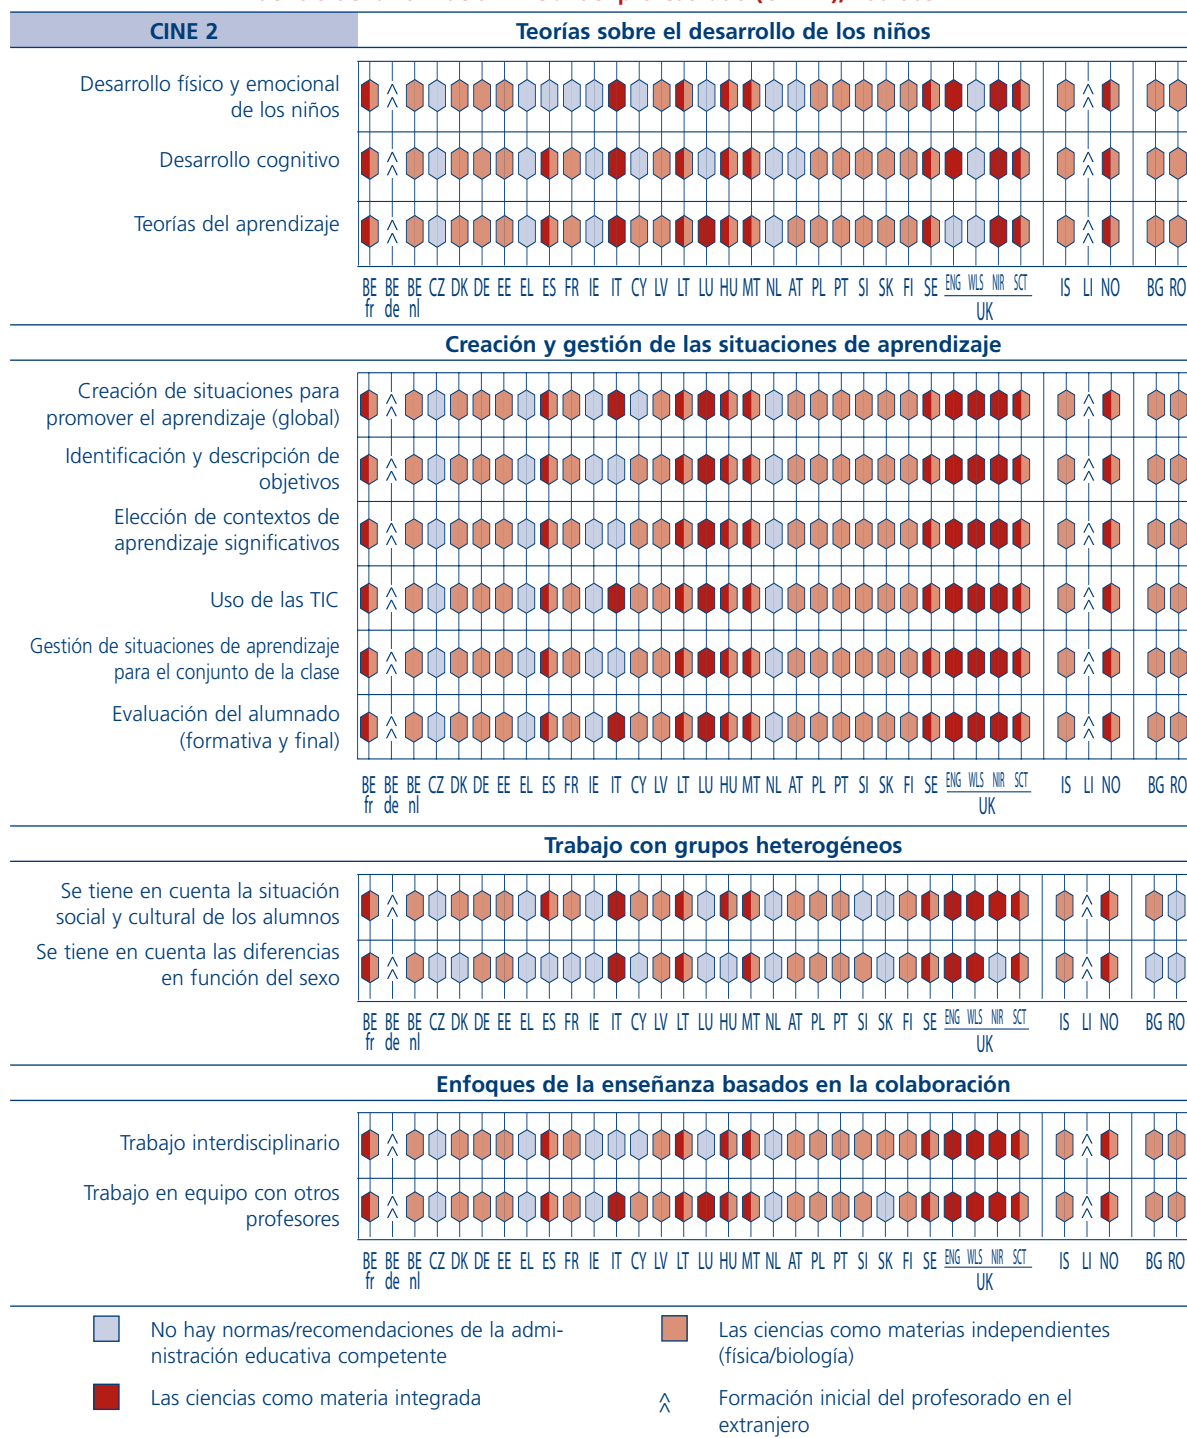 CINE 2 Teorías sobre el desarrollo de los niños
Desarrollo físico y emocional
de los niños
Desarrollo cognitivo
Teorías del aprendizaje
BE BE BE CZ DK DE EE EL ES FR IE IT CY LV LT LU HU MT NL AT PL PT SI SK FI SE ENG WLS NIR SCT IS LI NO BG RO
fr de nl UK
Creación y gestión de las situaciones de aprendizaje
Creación de situaciones para
promover el aprendizaje (global)
Identificación y descripción de
objetivos
Elección de contextos de
aprendizaje significativos
Uso de las TIC
Gestión de situaciones de aprendizaje
para el conjunto de la clase
Evaluación del alumnado
(formativa y final)
BE BE BE CZ DK DE EE EL ES FR IE IT CY LV LT LU HU MT NL AT PL PT SI SK FI SE ENG WLS NIR SCT IS LI NO BG RO
fr de nl UK
Trabajo con grupos heterogéneos
Se tiene en cuenta la situación
social y cultural de los alumnos
Se tiene en cuenta las diferencias
en función del sexo
BE BE BE CZ DK DE EE EL ES FR IE IT CY LV LT LU HU MT NL AT PL PT SI SK FI SE ENG WLS NIR SCT IS LI NO BG RO
fr de nl UK
Enfoques de la enseñanza basados en la colaboración
Trabajo interdisciplinario
Trabajo en equipo con otros
profesores
BE BE BE CZ DK DE EE EL ES FR IE IT CY LV LT LU HU MT NL AT PL PT SI SK FI SE ENG WLS NIR SCT IS LI NO BG RO
fr de nl UK
No hay normas/recomendaciones de la admi-
nistración educativa competente
Las ciencias como materias independientes
(física/biología)
Las ciencias como materia integrada
Formación inicial del profesorado en el
extranjero